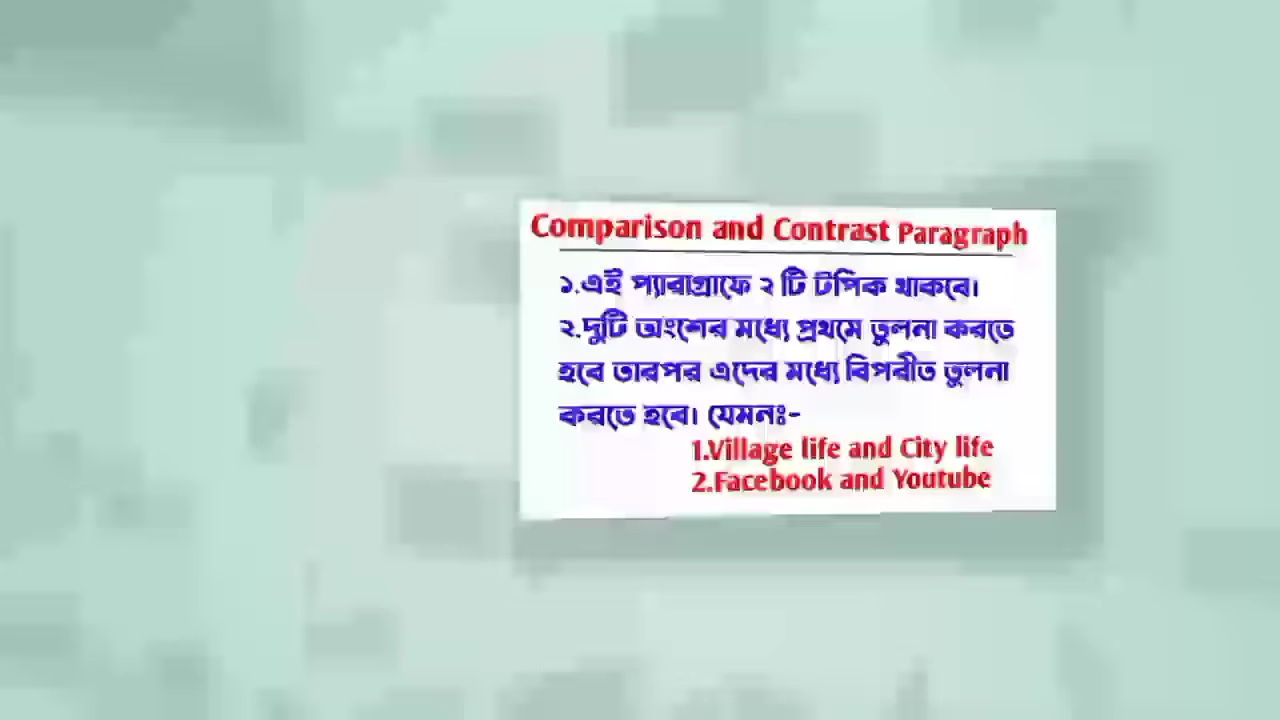 Comparison and Contrast Paragraph
১.এই প্যারাগ্রাফে ২ টি টপিক থাকবে।
২.দুটি অংশের মধ্যে প্রথমে তুলনা করতে
হবে তারপর এদের মধ্যে বিপরীত তুলনা
করতে হবে। যেমনঃ-
1.Village life and City life
2.Facebook and Youtube